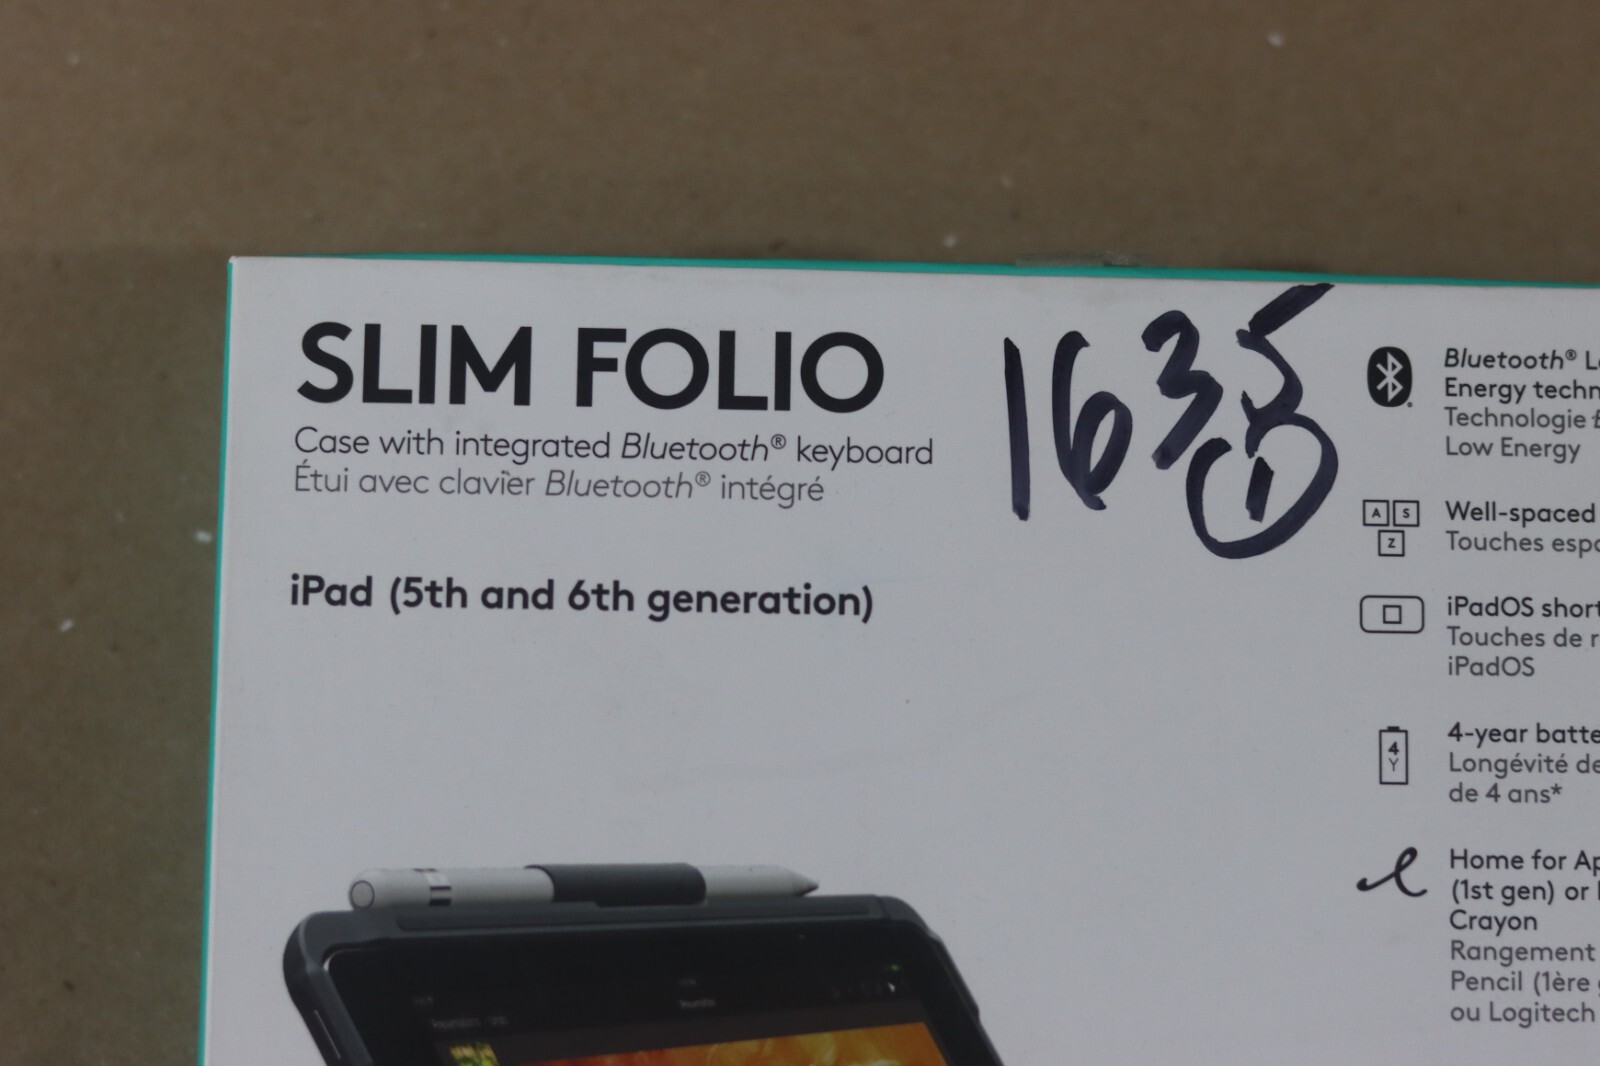 SLIM FOLIO
Case with integrated Bluetooth® keyboard
Étui avec clavier Bluetooth® intégré
iPad (5th and 6th generation)
1635
1
Bluetooth®
Energy
Technologie
Low Energy
A S
Z
Well-spaced
Touches
iPadOS
Touches de
iPadOS
4
Y
4-year
Longévité
de 4 ans*
Home for
(1st gen) or
Crayon
Rangement
Pencil (1ère
ou Logitech